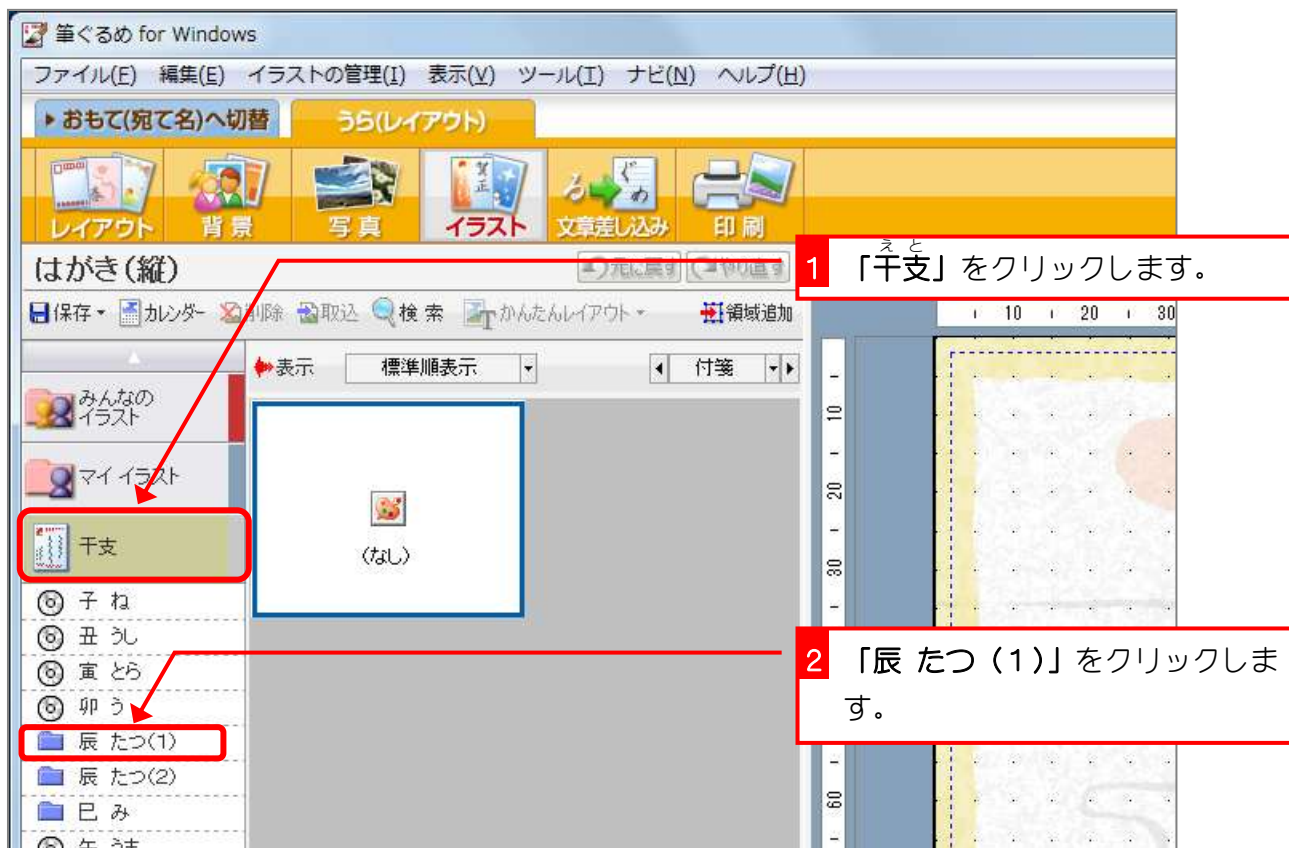 筆ぐるめ for Windows
ファイル(F) 編集(E) イラストの管理(I) 表示(V) ツール(T) ナビ(N) ヘルプ(H)
おもて(宛て名)へ切替 うら(レイアウト)
レイアウト 背景 写真 イラスト 文章差し込み 印刷
はがき(縦) 元に戻す やり直す
1 「干支」をクリックします。
えと
保存 カレンダー 削除 取込 検索 かんたんレイアウト 領域追加
10 20 30
表示 標準順表示 付箋
みんなの
イラスト
マイ イラスト
干支
(なし)
子 ね
丑 うし
寅 とら
卯 う
辰 たつ(1)
辰 たつ(2)
巳 み
午 うま
2 「辰 たつ（1）」をクリックしま
す。
10
20
30
60